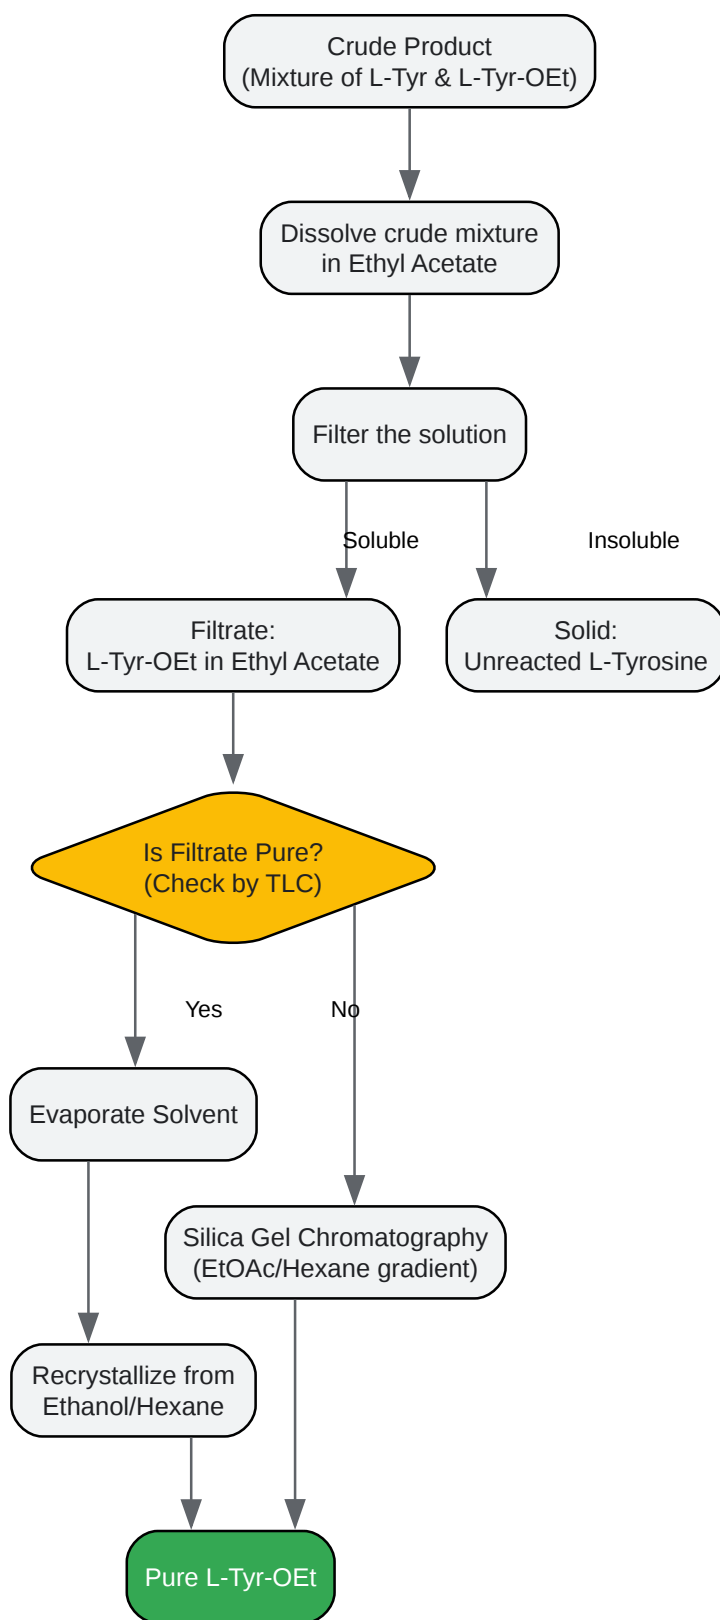 Crude Product
(Mixture of L-Tyr & L-Tyr-OEt)
Dissolve crude mixture
in Ethyl Acetate
Filter the solution
Soluble
Insoluble
Filtrate:
L-Tyr-OEt in Ethyl Acetate
Solid:
Unreacted L-Tyrosine
Is Filtrate Pure?
(Check by TLC)
Yes
No
Evaporate Solvent
Silica Gel Chromatography
(EtOAc/Hexane gradient)
Recrystallize from
Ethanol/Hexane
Pure L-Tyr-OEt